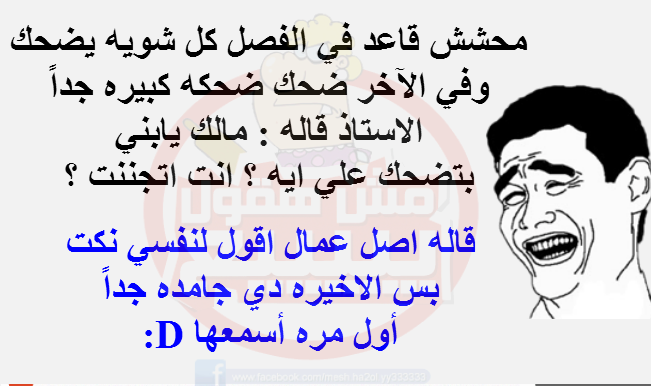 محشش قاعد في الفصل كل شويه يضحك
وفي الآخر ضحك ضحكه كبيره جداً
الاستاذ قاله : مالك يابني
بتضحك علي ايه ؟ انت اتجننت ؟
قاله اصل عمال اقول لنفسي نكت
بس الاخيره دي جامده جداً
أول مره أسمعها D: